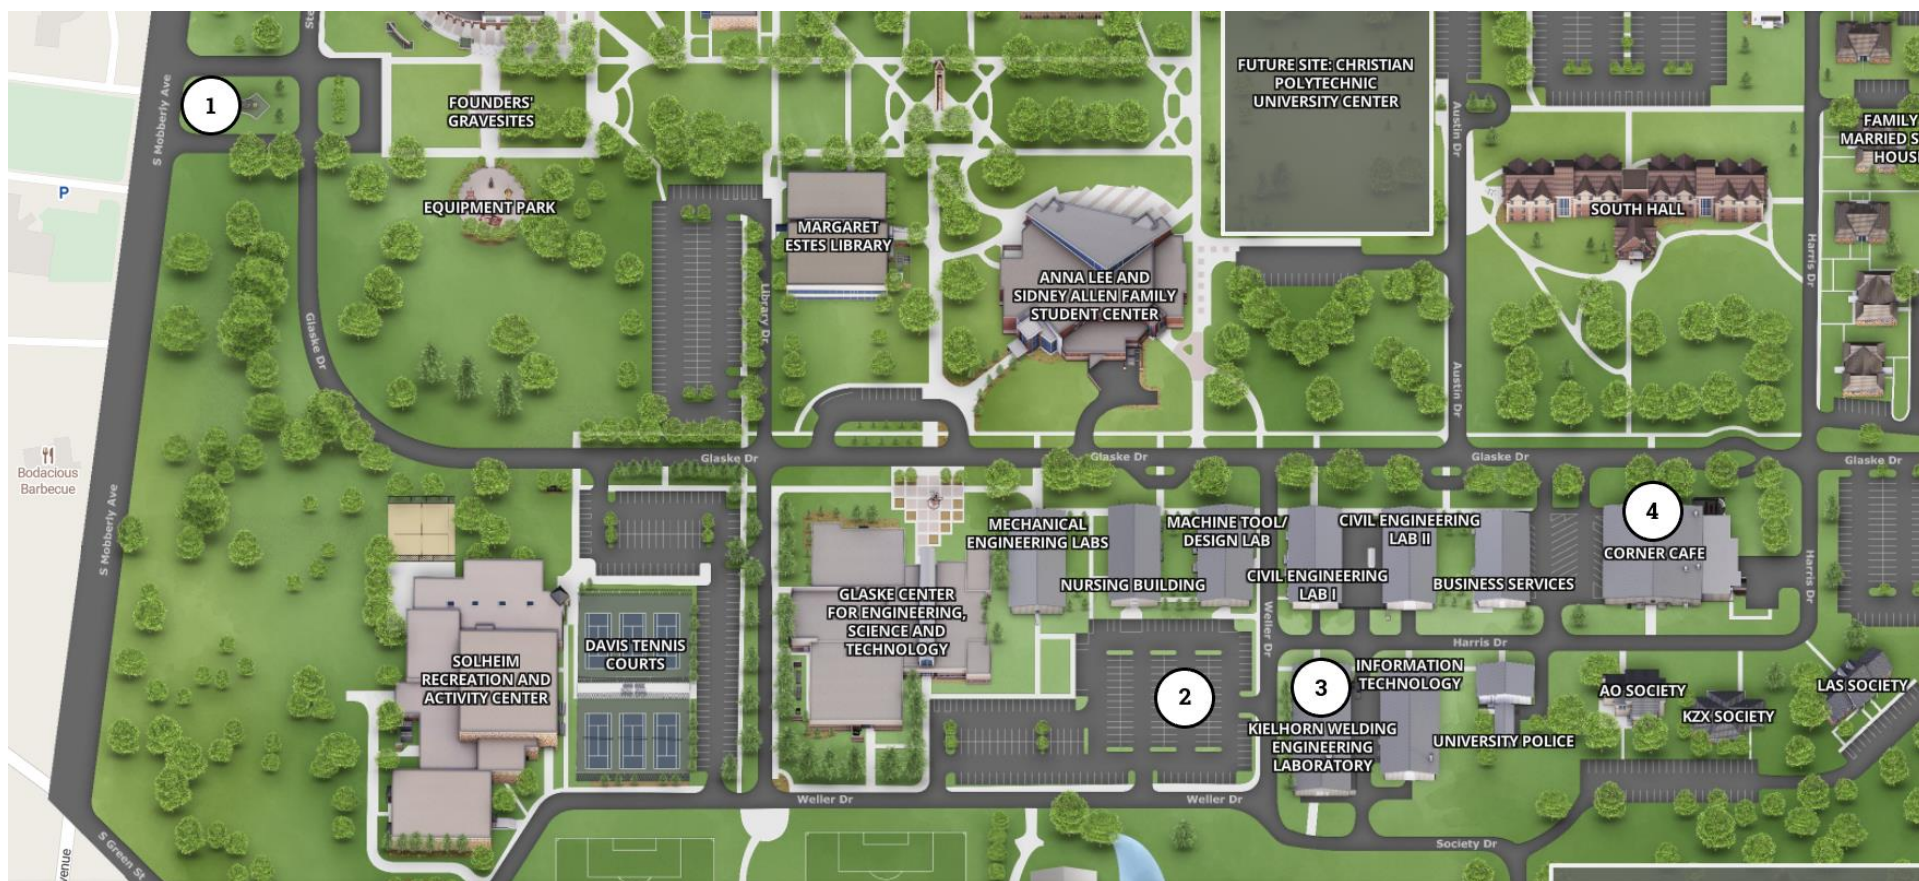 Ste
S Mobberly Ave
1
FOUNDERS'
GRAVESITES
FUTURE SITE: CHRISTIAN
POLYTECHNIC
UNIVERSITY CENTER
Austin Dr
FAMILY
MARRIED S
HOUSI
P
EQUIPMENT PARK
MARGARET
ESTES LIBRARY
SOUTH HALL
Harris Dr
ANNA LEE AND
SIDNEY ALLEN FAMILY
STUDENT CENTER
Library Dr
Glaske Dr
Austin Dr
Bodacious
Barbecue
Glaske Dr
Glaske Dr
Glaske Dr
Glaske Dr
S Mobberly Ave
MECHANICAL
ENGINEERING LABS
MACHINE TOOL/
DESIGN LAB
CIVIL ENGINEERING
LAB II
4
CORNER CAFE
NURSING BUILDING
CIVIL ENGINEERING
LAB I
BUSINESS SERVICES
Harris Dr
GLASKE CENTER
FOR ENGINEERING,
SCIENCE AND
TECHNOLOGY
Weller Dr
Harris Dr
DAVIS TENNIS
COURTS
SOLHEIM
RECREATION AND
ACTIVITY CENTER
2
3
INFORMATION
TECHNOLOGY
KIELHORN WELDING
ENGINEERING
LABORATORY
UNIVERSITY POLICE
AO SOCIETY
KZX SOCIETY
LAS SOCIETY
Weller Dr
Weller Dr
Society Dr
S Green St
venue